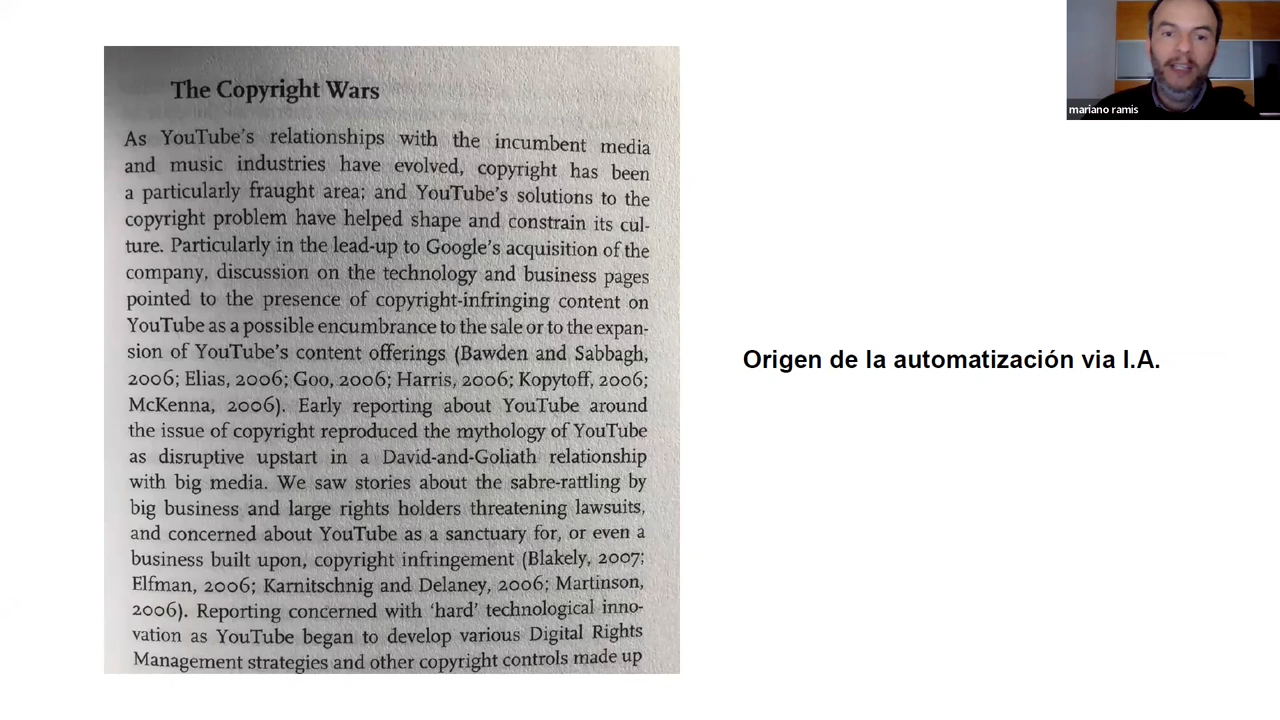 The Copyright Wars
As YouTube's relationships with the incumbent media
and music industries have evolved, copyright has been
a particularly fraught area; and YouTube's solutions to the
copyright problem have helped shape and constrain its cul-
ture. Particularly in the lead-up to Google's acquisition of the
company, discussion on the technology and business pages
pointed to the presence of copyright-infringing content on
YouTube as a possible encumbrance to the sale or to the expan-
sion of YouTube's content offerings (Bawden and Sabbagh,
2006; Elias, 2006; Goo, 2006; Harris, 2006; Kopytoff, 2006;
McKenna, 2006). Early reporting about YouTube around
the issue of copyright reproduced the mythology of YouTube
as disruptive upstart in a David-and-Goliath relationship
with big media. We saw stories about the sabre-rattling by
big business and large rights holders threatening lawsuits,
and concerned about YouTube as a sanctuary for, or even a
business built upon, copyright infringement (Blakely, 2007;
Elfman, 2006; Karnitschnig and Delaney, 2006; Martinson,
2006). Reporting concerned with 'hard' technological inno-
vation as YouTube began to develop various Digital Rights
Management strategies and other copyright controls made up
Origen de la automatización via I.A.
mariano ramis